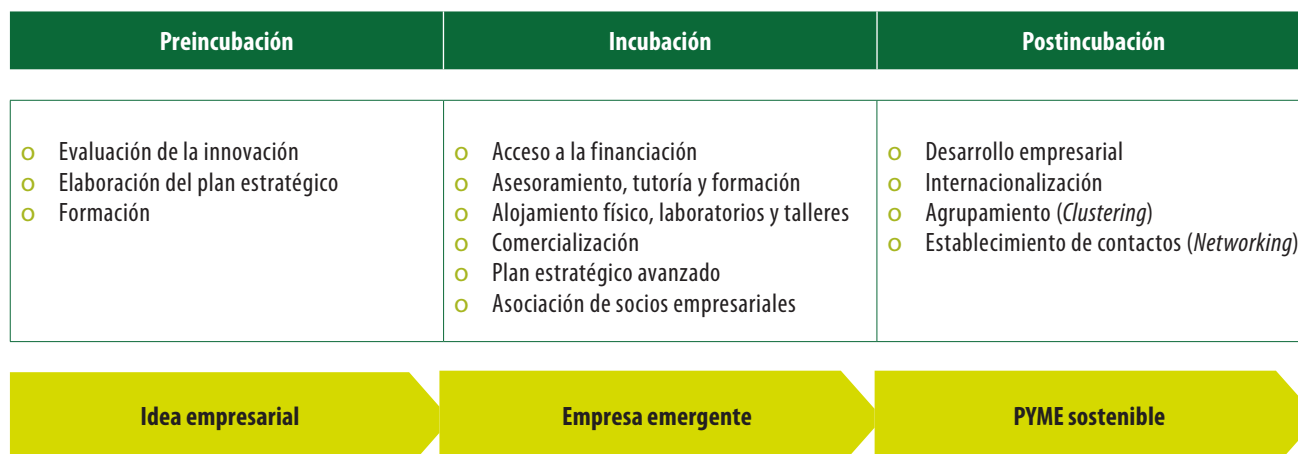 Preincubación
Incubación
Postincubación
o Evaluación de la innovación
o Elaboración del plan estratégico
o Formación
o Acceso a la financiación
o Asesoramiento, tutoría y formación
o Alojamiento físico, laboratorios y talleres
o Comercialización
o Plan estratégico avanzado
o Asociación de socios empresariales
o Desarrollo empresarial
o Internacionalización
o Agrupamiento (Clustering)
o Establecimiento de contactos (Networking)
Idea empresarial
Empresa emergente
PYME sostenible